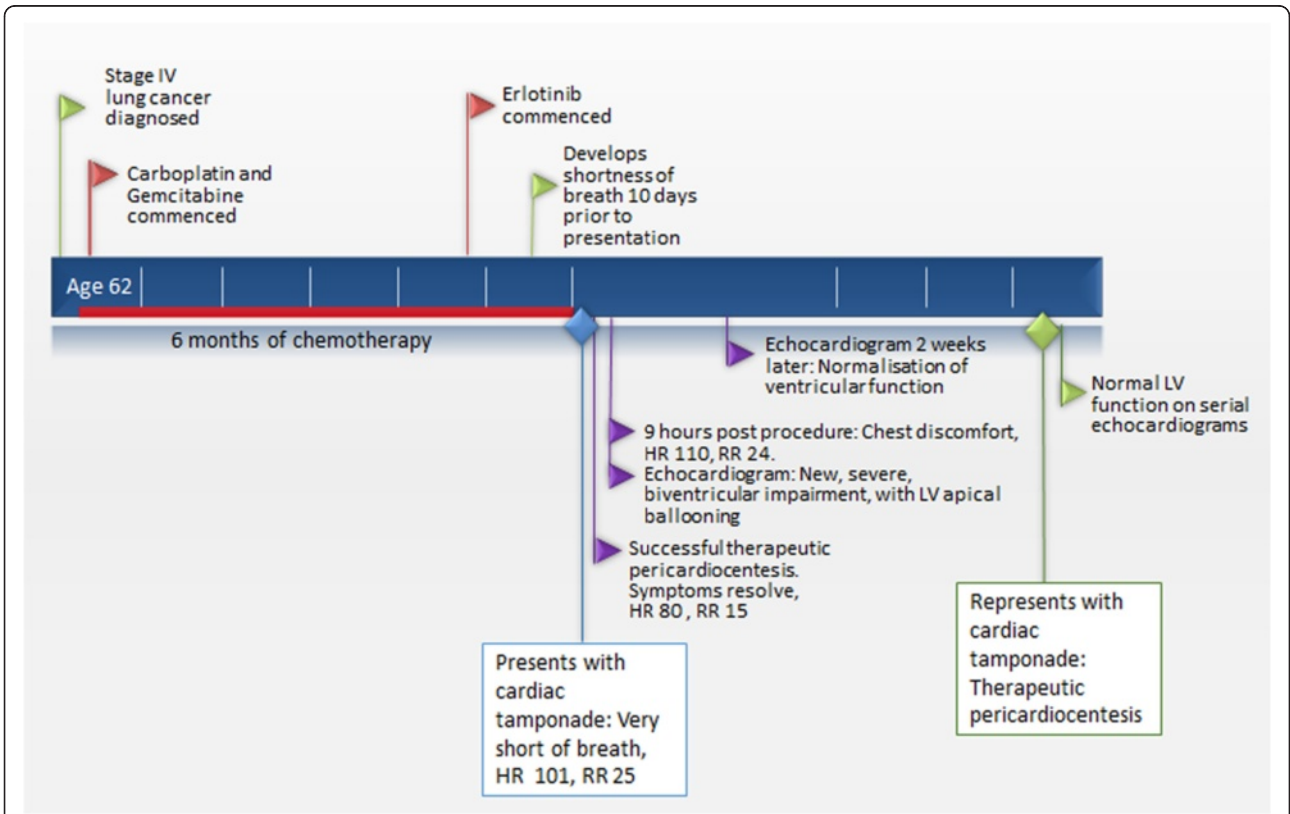 Stage IV
lung cancer
diagnosed
Carboplatin and
Gemcitabine
commenced
Erlotinib
commenced
Develops
shortness of
breath 10 days
prior to
presentation
Age 62
6 months of chemotherapy
Echocardiogram 2 weeks
later: Normalisation of
ventricular function
Normal LV
function on serial
echocardiograms
9 hours post procedure: Chest discomfort,
HR 110, RR 24.
Echocardiogram: New, severe,
biventricular impairment, with LV apical
ballooning
Successful therapeutic
pericardiocentesis.
Symptoms resolve,
HR 80 , RR 15
Presents with
cardiac
tamponade: Very
short of breath,
HR 101, RR 25
Represents with
cardiac
tamponade:
Therapeutic
pericardiocentesis